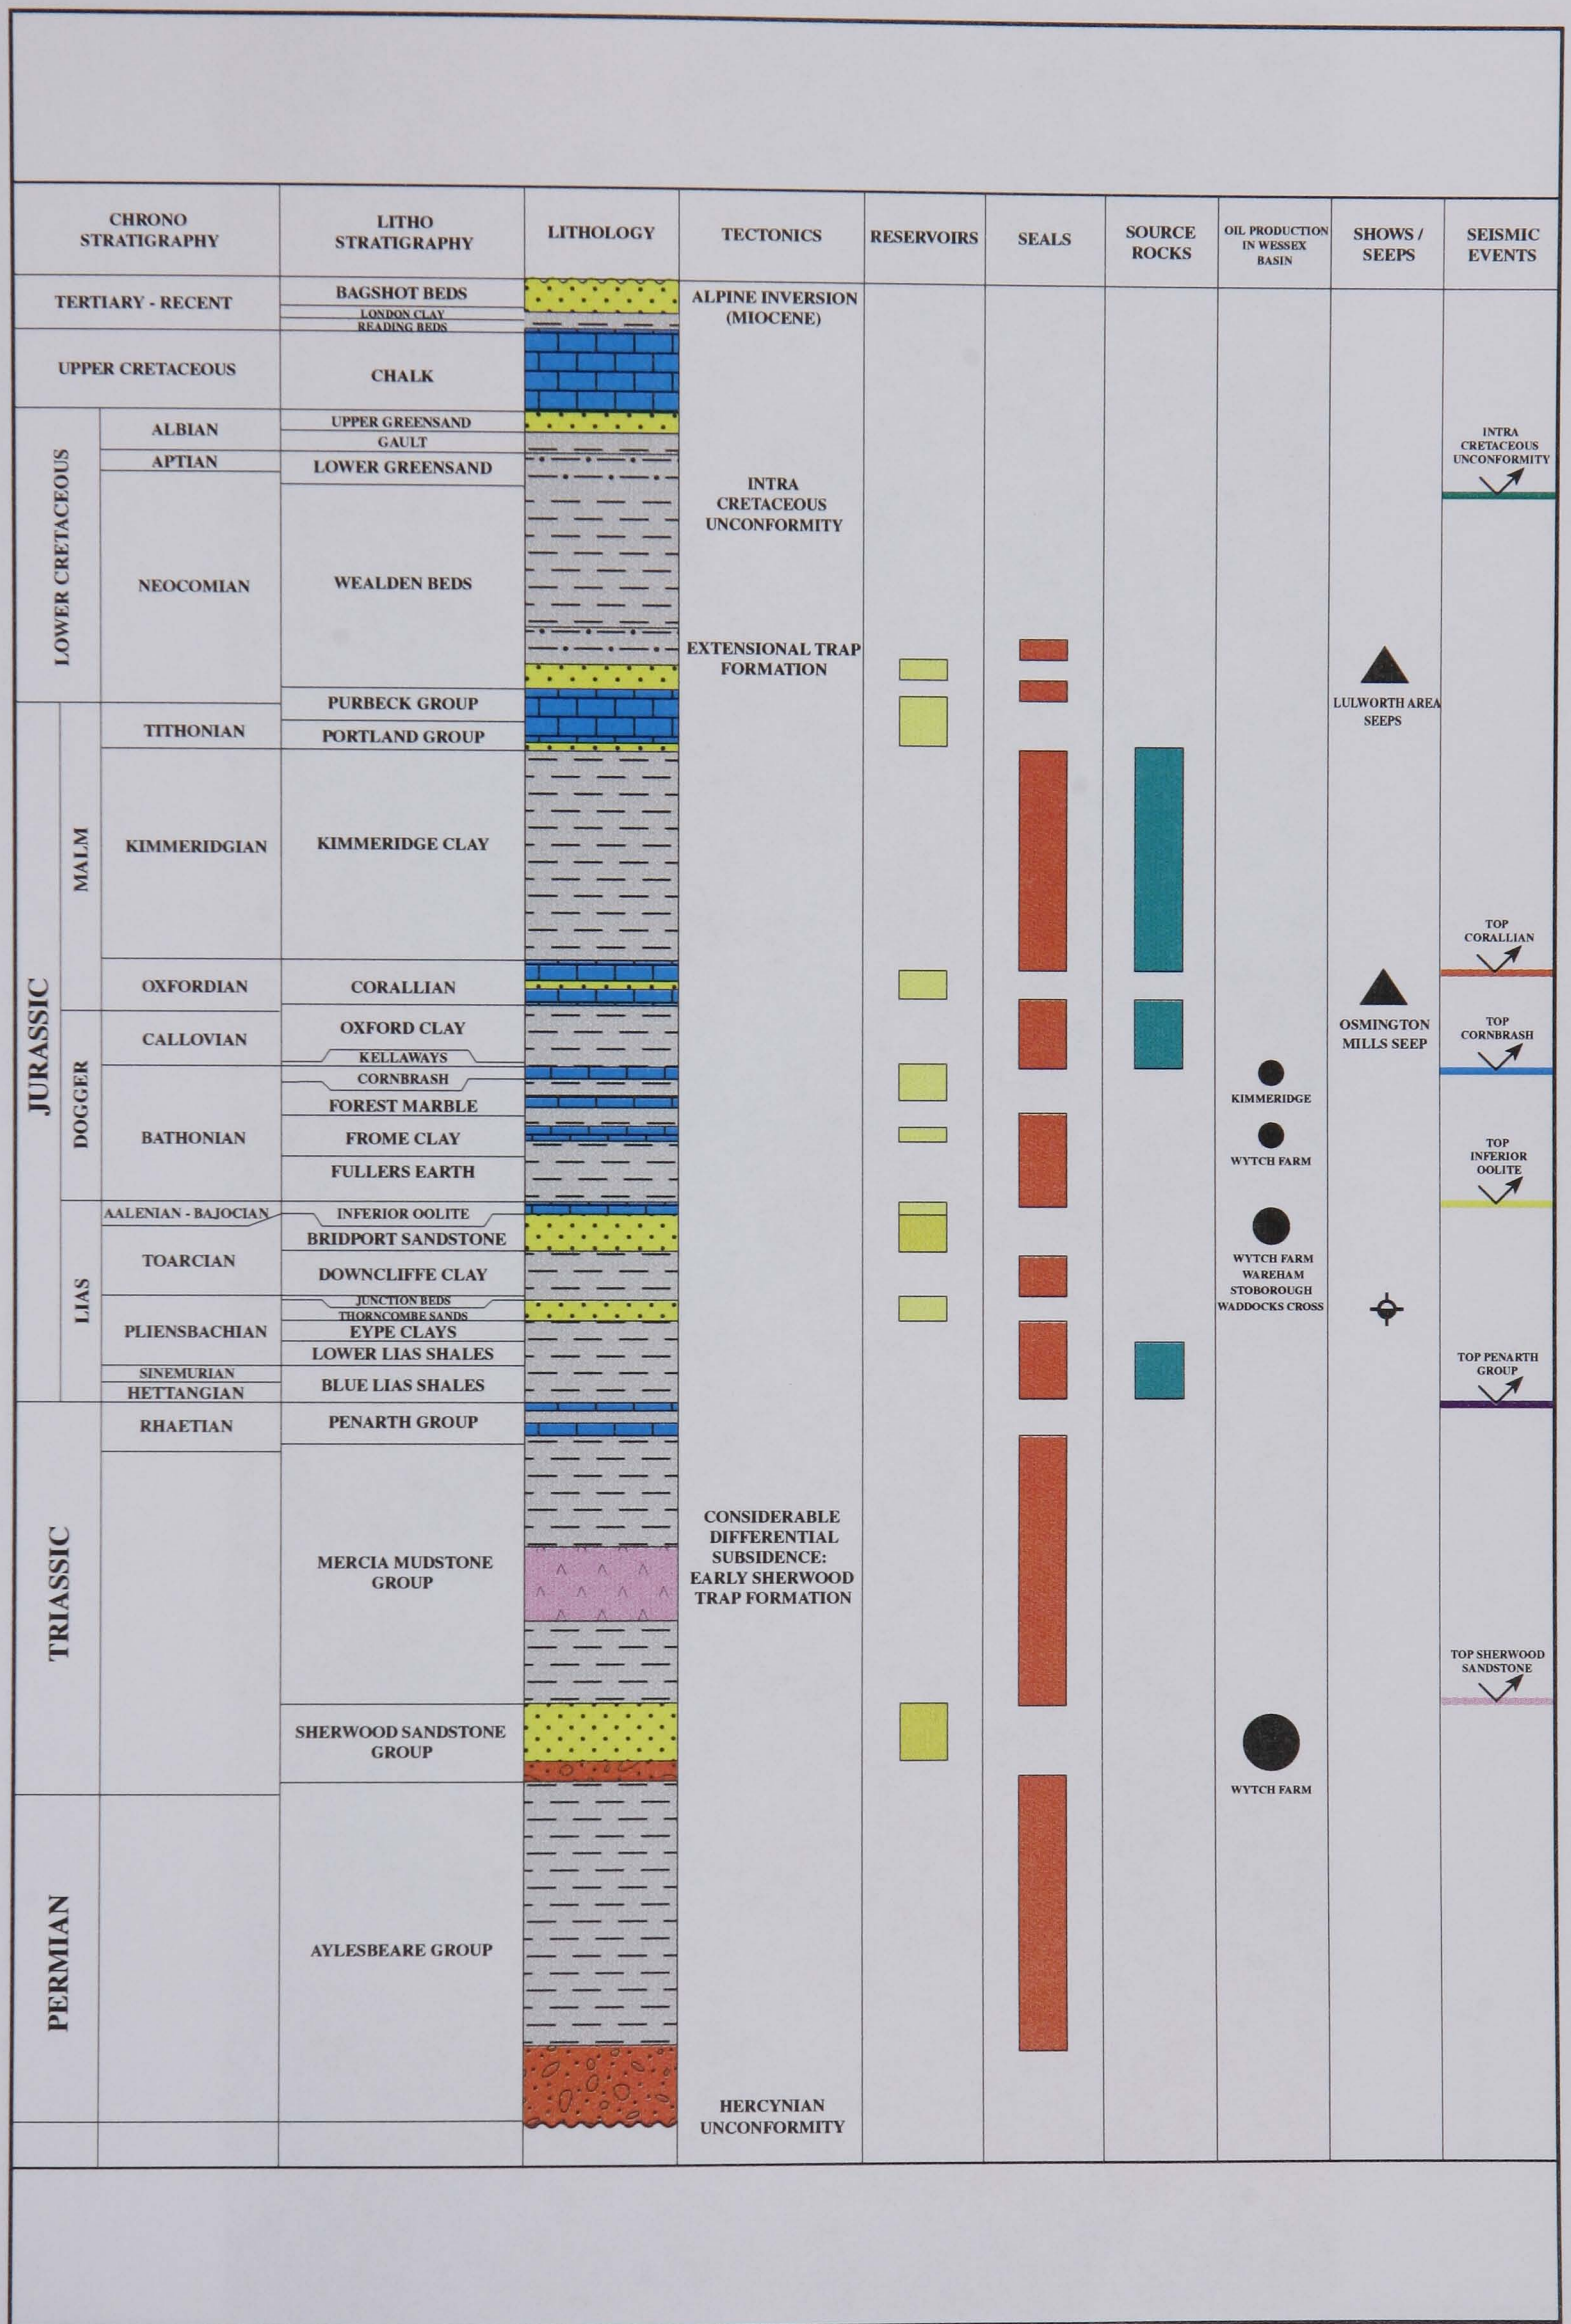 CHRONO
STRATIGRAPHY
LITHO
STRATIGRAPHY
LITHOLOGY
TECTONICS
RESERVOIRS
SEALS
SOURCE
ROCKS
OIL PRODUCTION
IN WESSEX
BASIN
SHOWS /
SEEPS
SEISMIC
EVENTS
TERTIARY - RECENT
UPPER CRETACEOUS
LOWER CRETACEOUS
ALBIAN
APTIAN
NEOCOMIAN
JURASSIC
MALM
TITHONIAN
KIMMERIDGIAN
OXFORDIAN
DOGGER
CALLOVIAN
BATHONIAN
LIAS
AALENIAN - BAJOCIAN
TOARCIAN
PLIENSBACHIAN
SINEMURIAN
HETTANGIAN
TRIASSIC
RHAETIAN
PERMIAN
BAGSHOT BEDS
LONDON CLAY
READING BEDS
CHALK
UPPER GREENSAND
GAULT
LOWER GREENSAND
WEALDEN BEDS
PURBECK GROUP
PORTLAND GROUP
KIMMERIDGE CLAY
CORALLIAN
OXFORD CLAY
KELLAWAYS
CORNBRASH
FOREST MARBLE
FROME CLAY
FULLERS EARTH
INFERIOR OOLITE
BRIDPORT SANDSTONE
DOWNCLIFFE CLAY
JUNCTION BEDS
THORNCOMBE SANDS
EYPE CLAYS
LOWER LIAS SHALES
BLUE LIAS SHALES
PENARTH GROUP
MERCIA MUDSTONE
GROUP
SHERWOOD SANDSTONE
GROUP
AYLESBEARE GROUP
ALPINE INVERSION
(MIOCENE)
INTRA
CRETACEOUS
UNCONFORMITY
EXTENSIONAL TRAP
FORMATION
CONSIDERABLE
DIFFERENTIAL
SUBSIDENCE:
EARLY SHERWOOD
TRAP FORMATION
HERCYNIAN
UNCONFORMITY
KIMMERIDGE
WYTCH FARM
WYTCH FARM
WAREHAM
STOBOROUGH
WADDOCKS CROSS
WYTCH FARM
LULWORTH AREA
SEEPS
OSMINGTON
MILLS SEEP
INTRA
CRETACEOUS
UNCONFORMITY
TOP
CORALLIAN
TOP
CORNBRASH
TOP
INFERIOR
OOLITE
TOP PENARTH
GROUP
TOP SHERWOOD
SANDSTONE